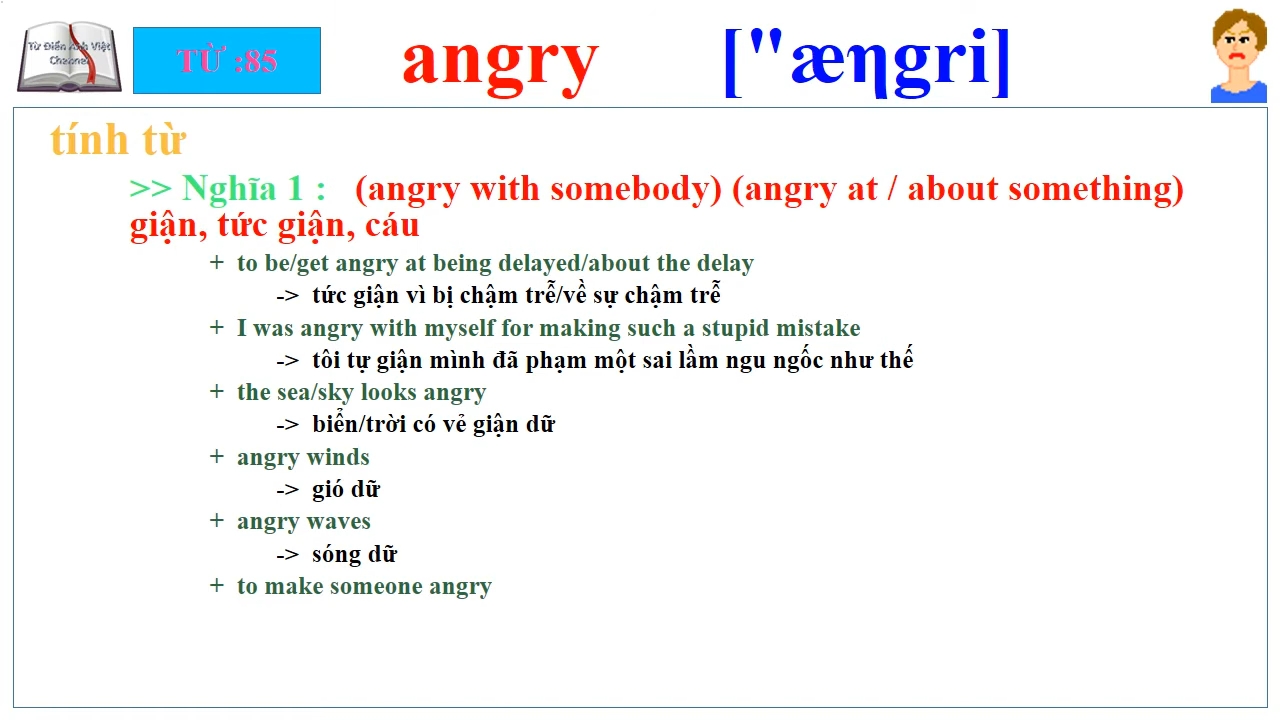 Từ Điển Anh Việt
Channel
TỪ :85
angry ["æηgri]
tính từ
>> Nghĩa 1 : (angry with somebody) (angry at / about something)
giận, tức giận, cáu
+ to be/get angry at being delayed/about the delay
-> tức giận vì bị chậm trễ/về sự chậm trễ
+ I was angry with myself for making such a stupid mistake
-> tôi tự giận mình đã phạm một sai lầm ngu ngốc như thế
+ the sea/sky looks angry
-> biển/trời có vẻ giận dữ
+ angry winds
-> gió dữ
+ angry waves
-> sóng dữ
+ to make someone angry